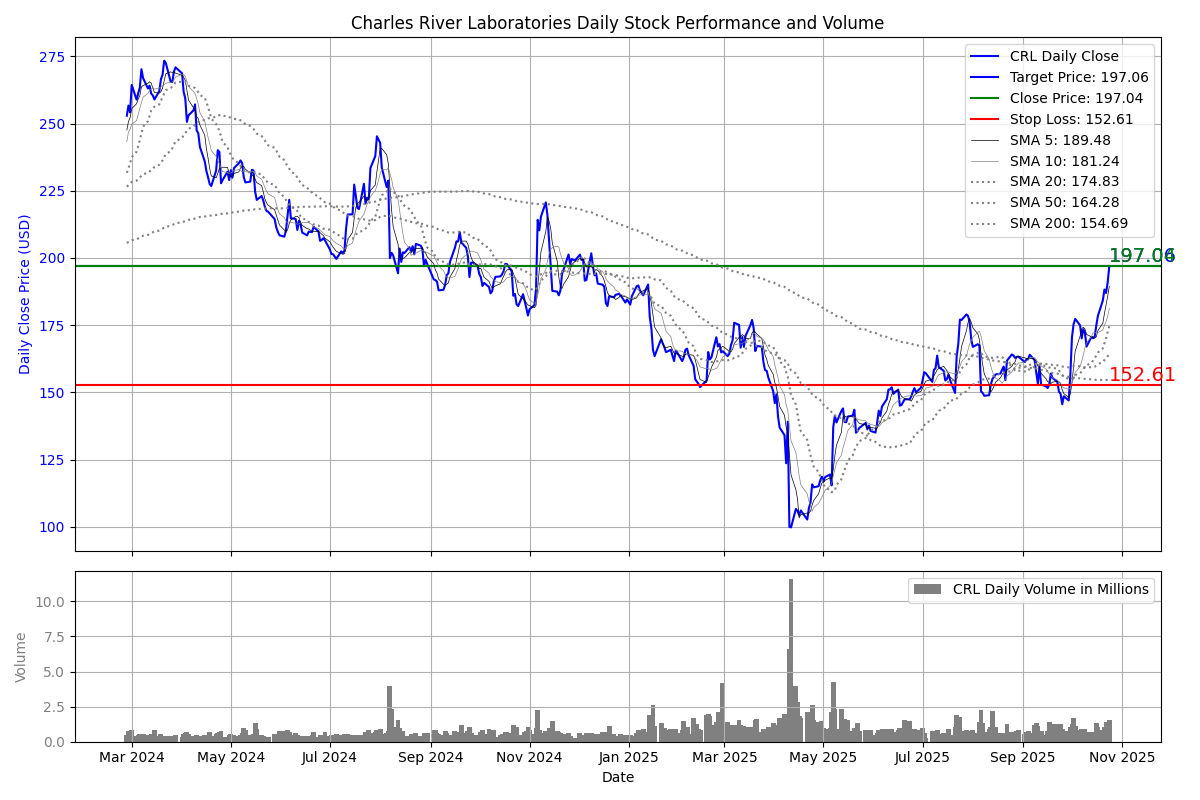 Charles River Laboratories Daily Stock Performance and Volume
Daily Close Price (USD)
275
250
225
200
175
150
125
100
CRL Daily Close
Target Price: 197.06
Close Price: 197.04
Stop Loss: 152.61
SMA 5: 189.48
SMA 10: 181.24
SMA 20: 174.83
SMA 50: 164.28
SMA 200: 154.69
197.04
152.61
Volume
10.0
7.5
5.0
2.5
0.0
CRL Daily Volume in Millions
Mar 2024 May 2024 Jul 2024 Sep 2024 Nov 2024 Jan 2025 Mar 2025 May 2025 Jul 2025 Sep 2025 Nov 2025
Date